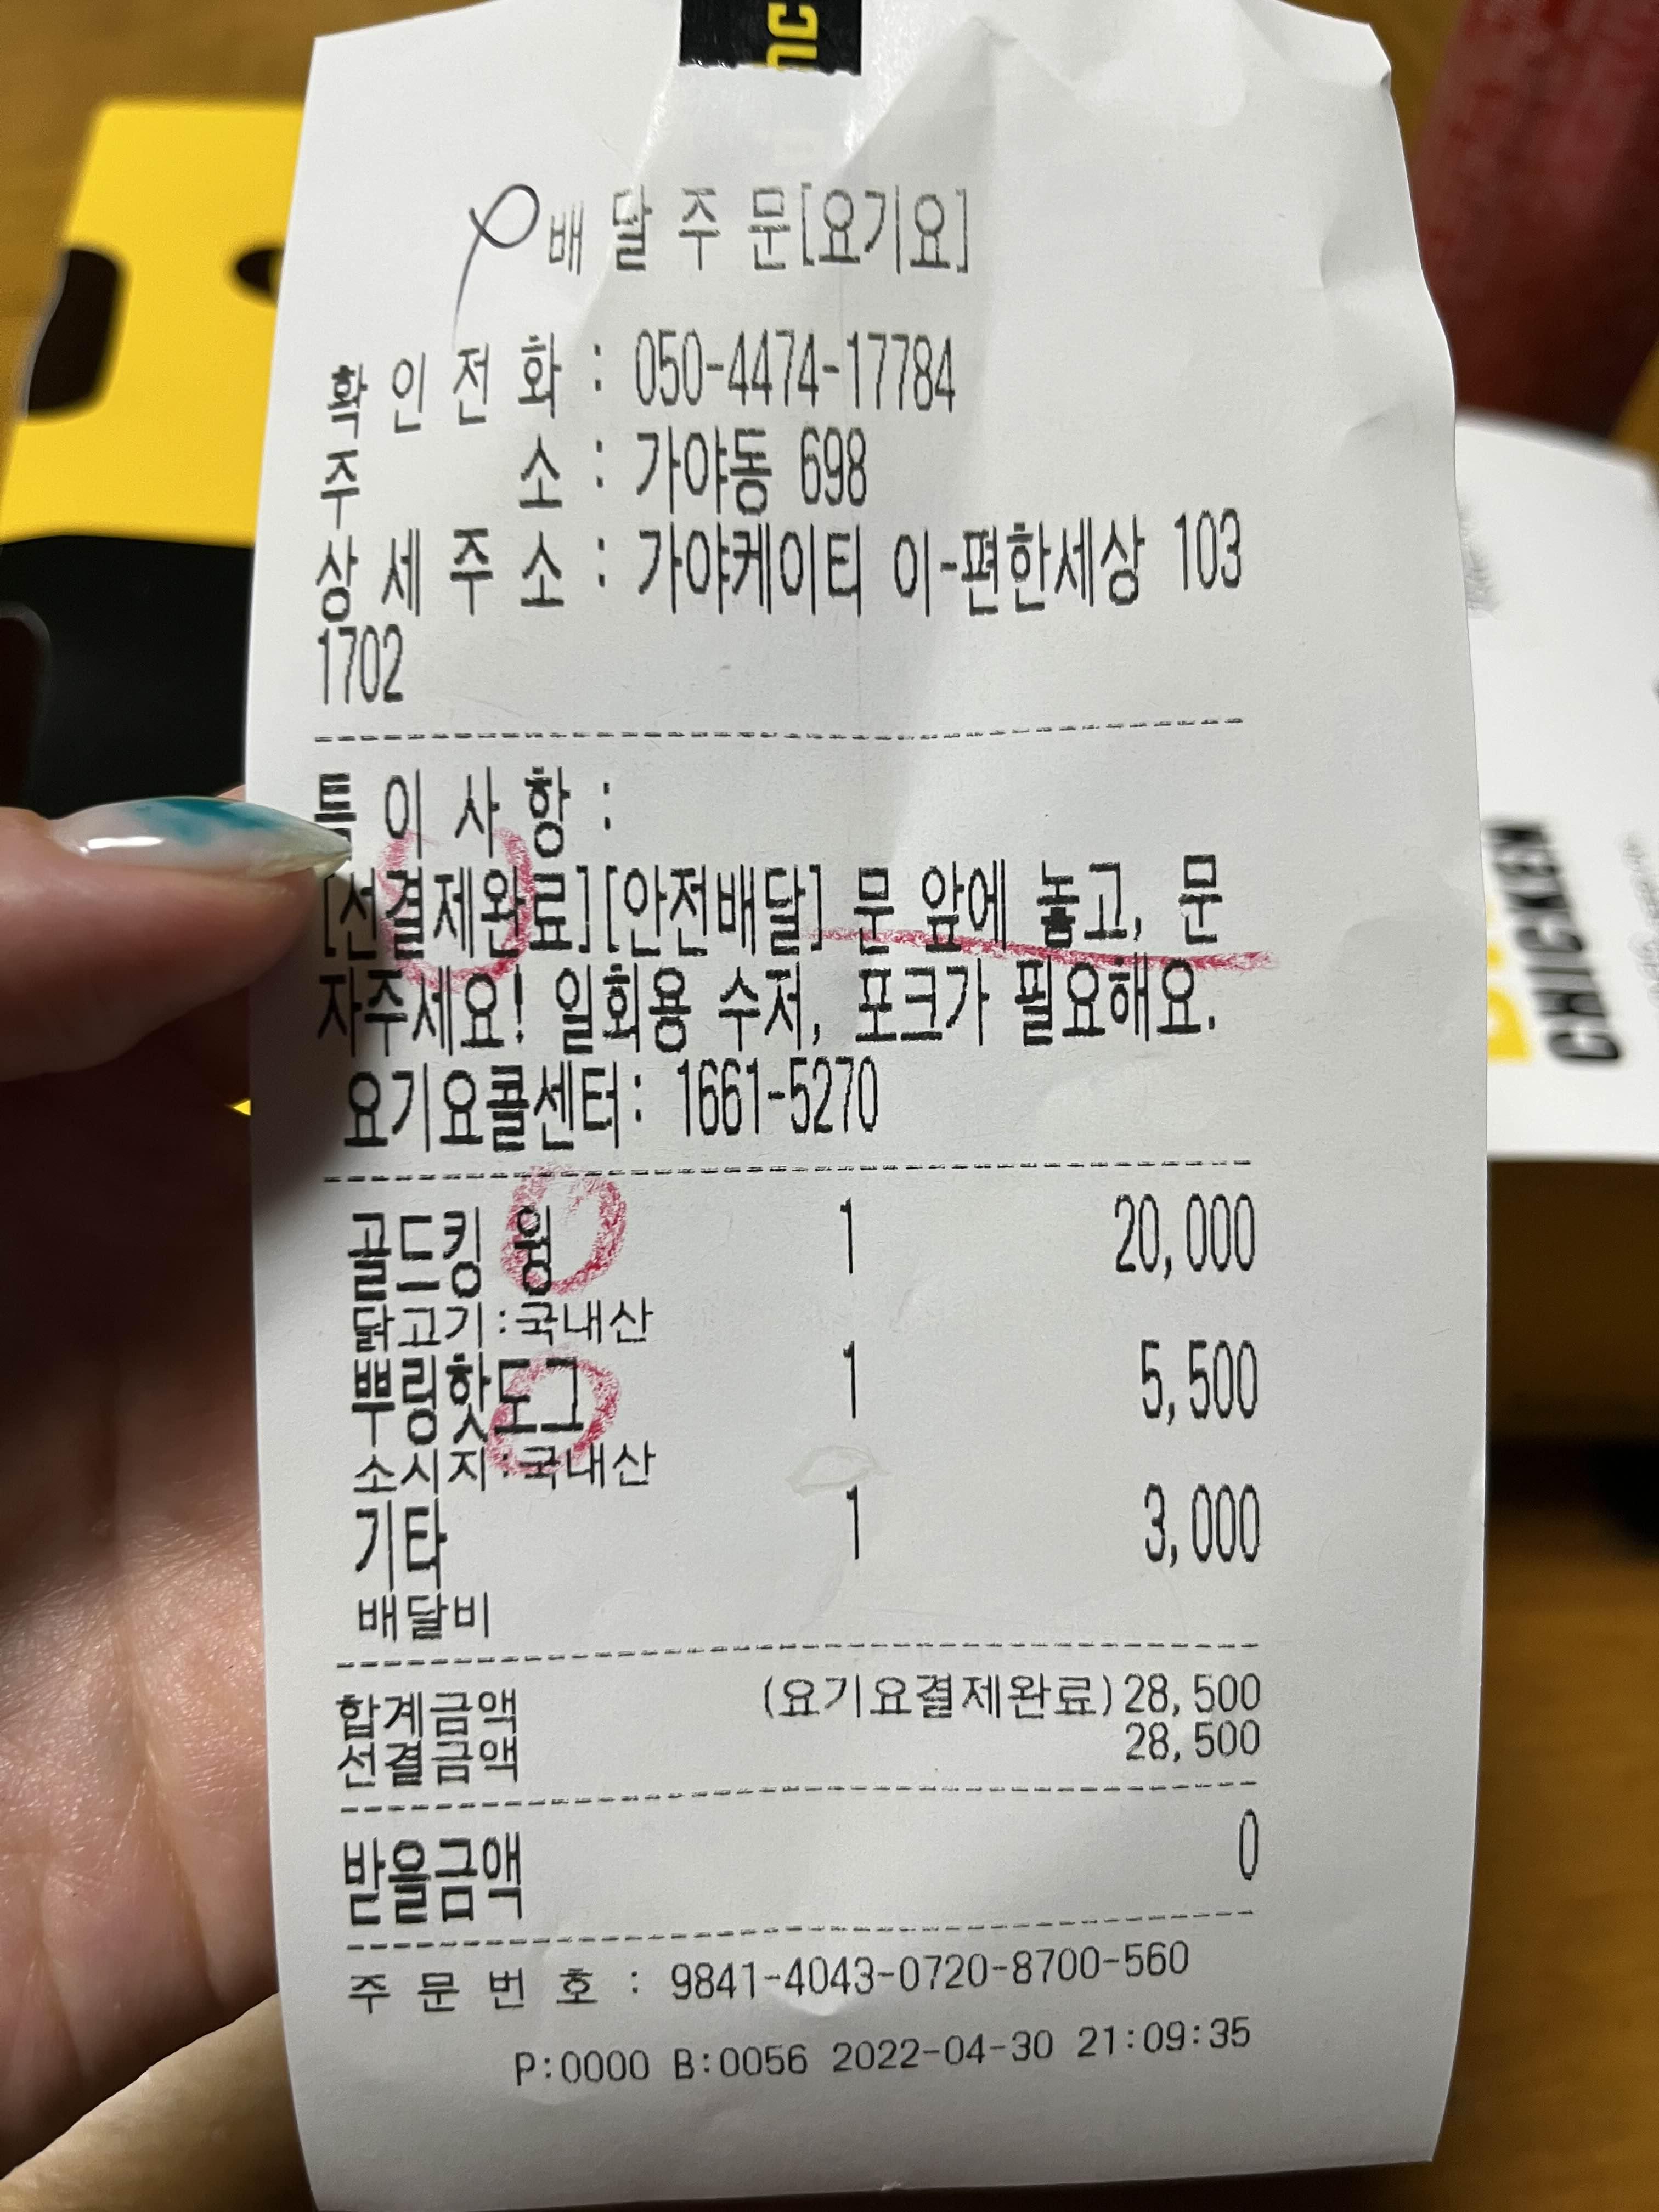 배달주문[요기요]
확인전화 : 050-4474-17784
주 소 : 가야동 698
상세주소 : 가야케이티 이-편한세상 103
1702
특이사항 :
[선결제완료][안전배달] 문 앞에 놓고, 문
자주세요! 일회용 수저, 포크가 필요해요.
요기요콜센터: 1661-5270
골드킹 윙 1 20,000
닭고기:국내산
뿌링핫도그 1 5,500
소시지:국내산
기타 1 3,000
배달비
합계금액 (요기요결제완료)28,500
선결금액 28,500
받을금액 0
주문번호 : 9841-4043-0720-8700-560
P:0000 B:0056 2022-04-30 21:09:35
CHICKEN